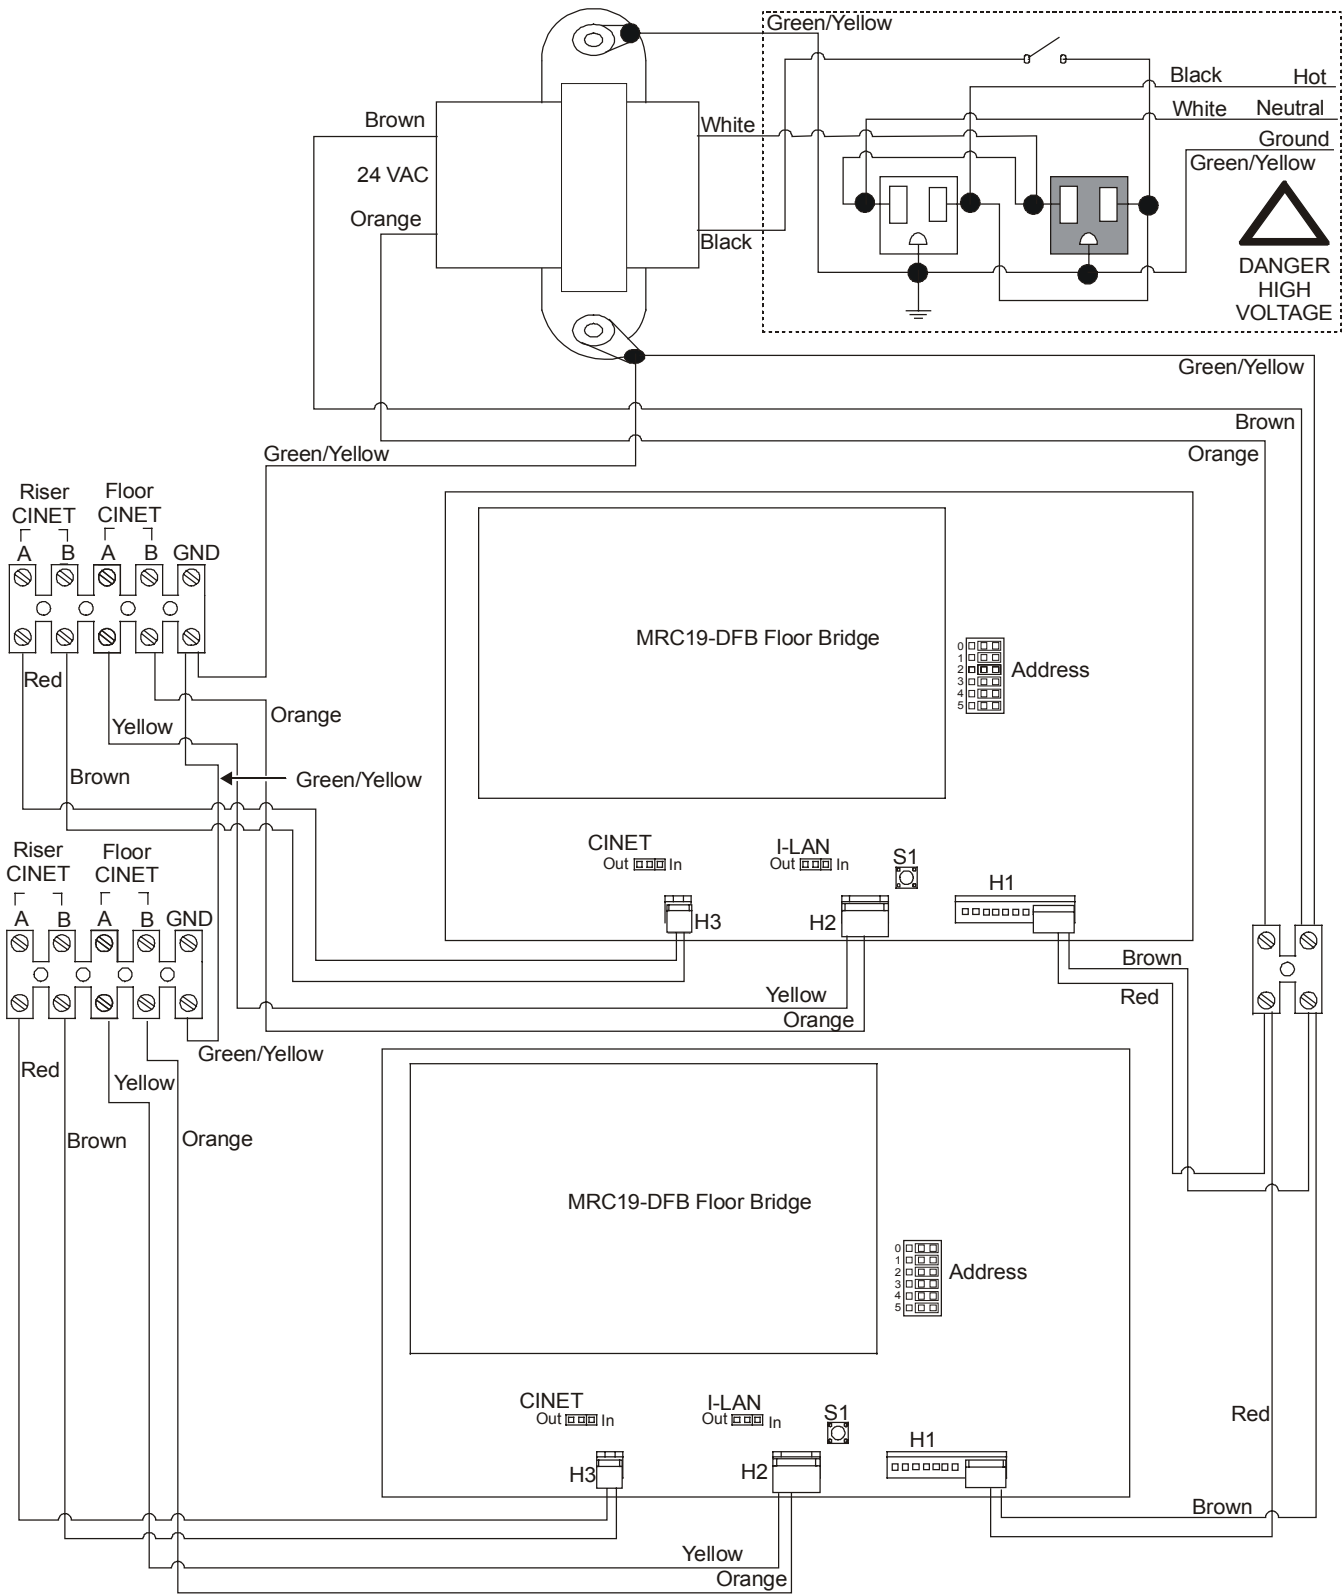 Green/Yellow
Black Hot
White Neutral
Ground
Green/Yellow
DANGER
HIGH
VOLTAGE
Brown
24 VAC
Orange
White
Black
Green/Yellow
Brown
Orange
Green/Yellow
Riser
CINET
Floor
CINET
A B A B GND
Red
Orange
Yellow
Brown
Green/Yellow
MRC19-DFB Floor Bridge
0
1
2
3
4
5
Address
CINET
Out In
I-LAN
Out In
S1
H1
H3
H2
Brown
Red
Yellow
Orange
Riser
CINET
Floor
CINET
A B A B GND
Green/Yellow
Red
Yellow
Brown
Orange
MRC19-DFB Floor Bridge
0
1
2
3
4
5
Address
CINET
Out In
I-LAN
Out In
S1
H1
H3
H2
Red
Brown
Yellow
Orange